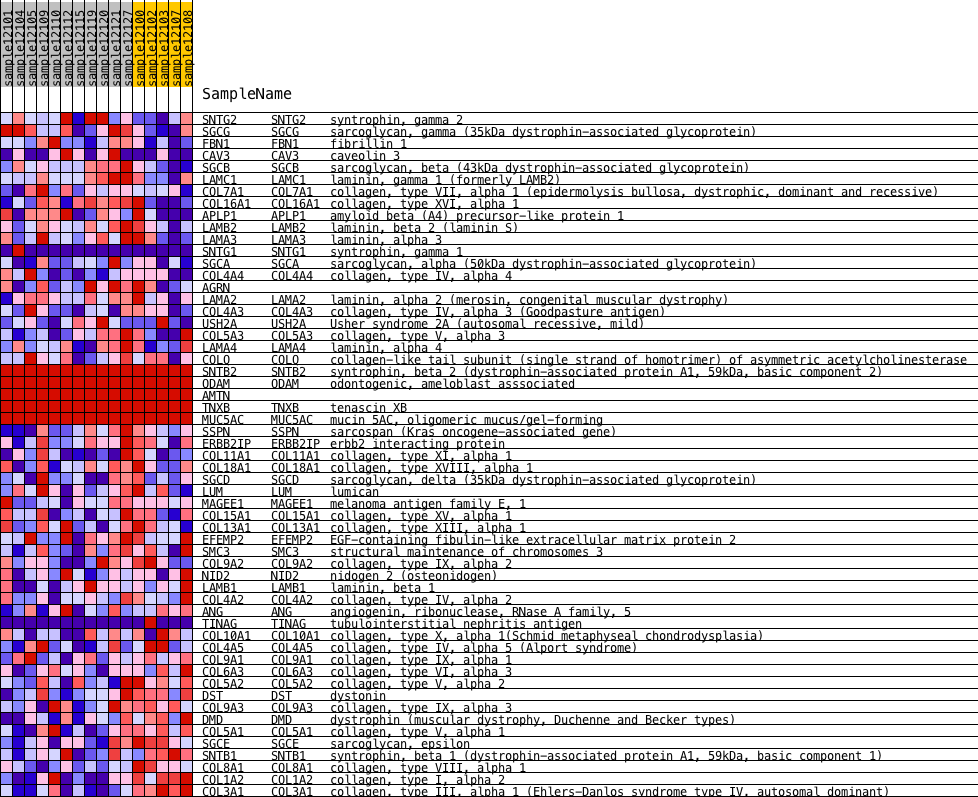 sample12101 sample12104 sample12105 sample12109 sample12110 sample12112 sample12115 sample12119 sample12120 sample12121 sample12127 sample12100 sample12102 sample12103 sample12107 sample12108
SampleName
SNTG2 SNTG2 syntrophin, gamma 2
SGCG SGCG sarcoglycan, gamma (35kDa dystrophin-associated glycoprotein)
FBN1 FBN1 fibrillin 1
CAV3 CAV3 caveolin 3
SGCB SGCB sarcoglycan, beta (43kDa dystrophin-associated glycoprotein)
LAMC1 LAMC1 laminin, gamma 1 (formerly LAMB2)
COL7A1 COL7A1 collagen, type VII, alpha 1 (epidermolysis bullosa, dystrophic, dominant and recessive)
COL16A1 COL16A1 collagen, type XVI, alpha 1
APLP1 APLP1 amyloid beta (A4) precursor-like protein 1
LAMB2 LAMB2 laminin, beta 2 (laminin S)
LAMA3 LAMA3 laminin, alpha 3
SNTG1 SNTG1 syntrophin, gamma 1
SGCA SGCA sarcoglycan, alpha (50kDa dystrophin-associated glycoprotein)
COL4A4 COL4A4 collagen, type IV, alpha 4
AGRN
LAMA2 LAMA2 laminin, alpha 2 (merosin, congenital muscular dystrophy)
COL4A3 COL4A3 collagen, type IV, alpha 3 (Goodpasture antigen)
USH2A USH2A Usher syndrome 2A (autosomal recessive, mild)
COL5A3 COL5A3 collagen, type V, alpha 3
LAMA4 LAMA4 laminin, alpha 4
COLQ COLQ collagen-like tail subunit (single strand of homotrimer) of asymmetric acetylcholinesterase
SNTB2 SNTB2 syntrophin, beta 2 (dystrophin-associated protein A1, 59kDa, basic component 2)
ODAM ODAM odontogenic, ameloblast asssociated
AMTN
TNXB TNXB tenascin XB
MUC5AC MUC5AC mucin 5AC, oligomeric mucus/gel-forming
SSPN SSPN sarcospan (Kras oncogene-associated gene)
ERBB2IP ERBB2IP erbb2 interacting protein
COL11A1 COL11A1 collagen, type XI, alpha 1
COL18A1 COL18A1 collagen, type XVIII, alpha 1
SGCD SGCD sarcoglycan, delta (35kDa dystrophin-associated glycoprotein)
LUM LUM lumican
MAGEE1 MAGEE1 melanoma antigen family E, 1
COL15A1 COL15A1 collagen, type XV, alpha 1
COL13A1 COL13A1 collagen, type XIII, alpha 1
EFEMP2 EFEMP2 EGF-containing fibulin-like extracellular matrix protein 2
SMC3 SMC3 structural maintenance of chromosomes 3
COL9A2 COL9A2 collagen, type IX, alpha 2
NID2 NID2 nidogen 2 (osteonidogen)
LAMB1 LAMB1 laminin, beta 1
COL4A2 COL4A2 collagen, type IV, alpha 2
ANG ANG angiogenin, ribonuclease, RNase A family, 5
TINAG TINAG tubulointerstitial nephritis antigen
COL10A1 COL10A1 collagen, type X, alpha 1(Schmid metaphyseal chondrodysplasia)
COL4A5 COL4A5 collagen, type IV, alpha 5 (Alport syndrome)
COL9A1 COL9A1 collagen, type IX, alpha 1
COL6A3 COL6A3 collagen, type VI, alpha 3
COL5A2 COL5A2 collagen, type V, alpha 2
DST DST dystonin
COL9A3 COL9A3 collagen, type IX, alpha 3
DMD DMD dystrophin (muscular dystrophy, Duchenne and Becker types)
COL5A1 COL5A1 collagen, type V, alpha 1
SGCE SGCE sarcoglycan, epsilon
SNTB1 SNTB1 syntrophin, beta 1 (dystrophin-associated protein A1, 59kDa, basic component 1)
COL8A1 COL8A1 collagen, type VIII, alpha 1
COL1A2 COL1A2 collagen, type I, alpha 2
COL3A1 COL3A1 collagen, type III, alpha 1 (Ehlers-Danlos syndrome type IV, autosomal dominant)